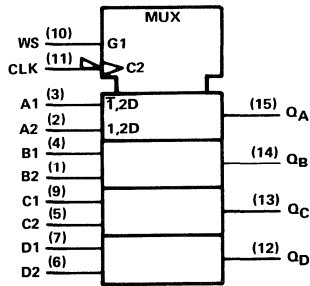 MUX
WS (10) G1
CLK (11) C2
A1 (3) 1̅,2D (15) QA
A2 (2) 1,2D
B1 (4) (14) QB
B2 (1)
C1 (9) (13) QC
C2 (5)
D1 (7) (12) QD
D2 (6)